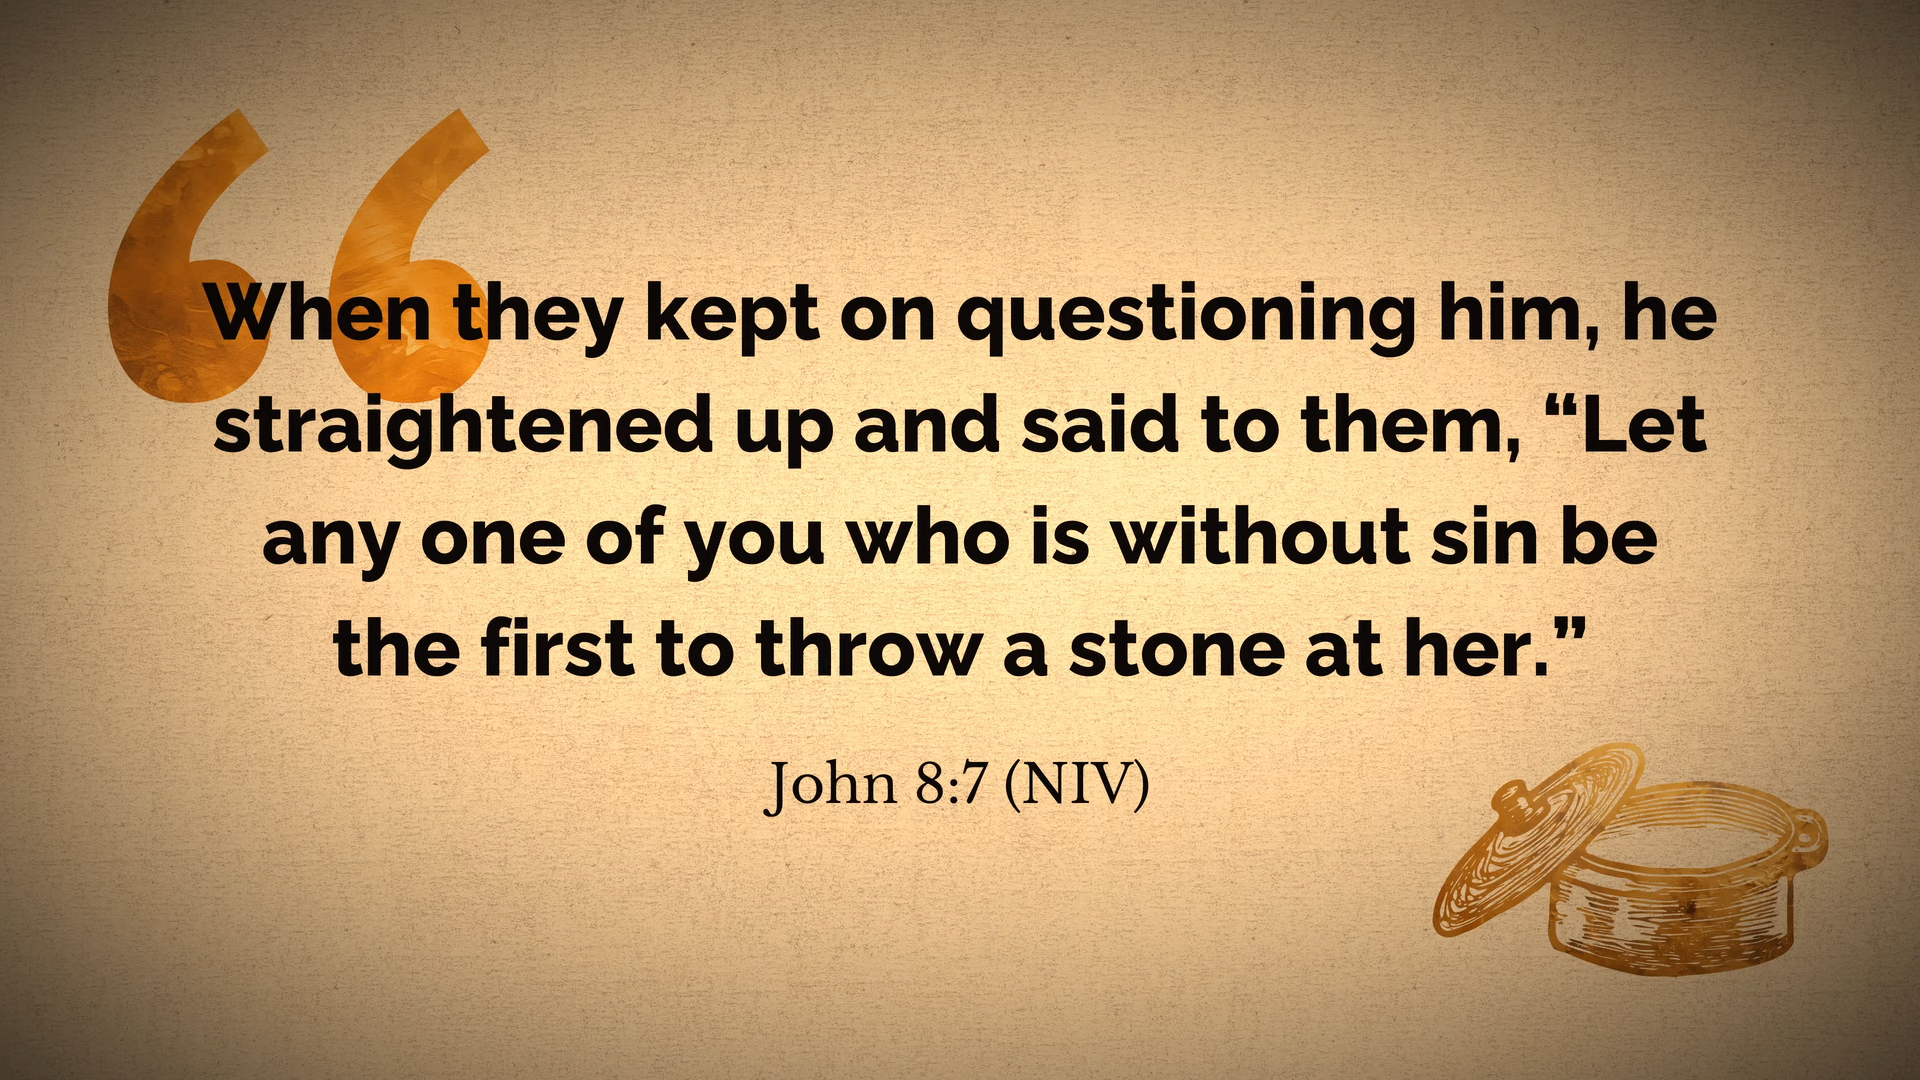 When they kept on questioning him, he
straightened up and said to them, “Let
any one of you who is without sin be
the first to throw a stone at her.”
John 8:7 (NIV)